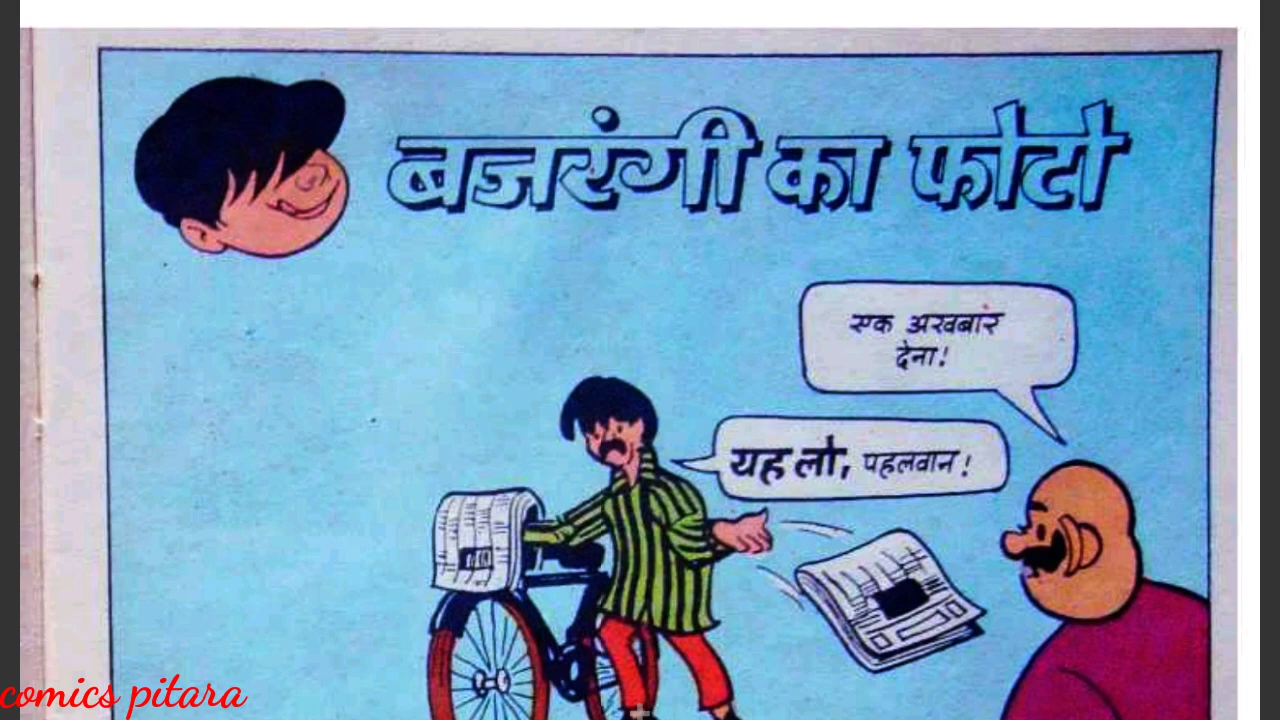 बजरंगी का फोटो
एक अखबार
देना!
यह लो, पहलवान!
comics pitara